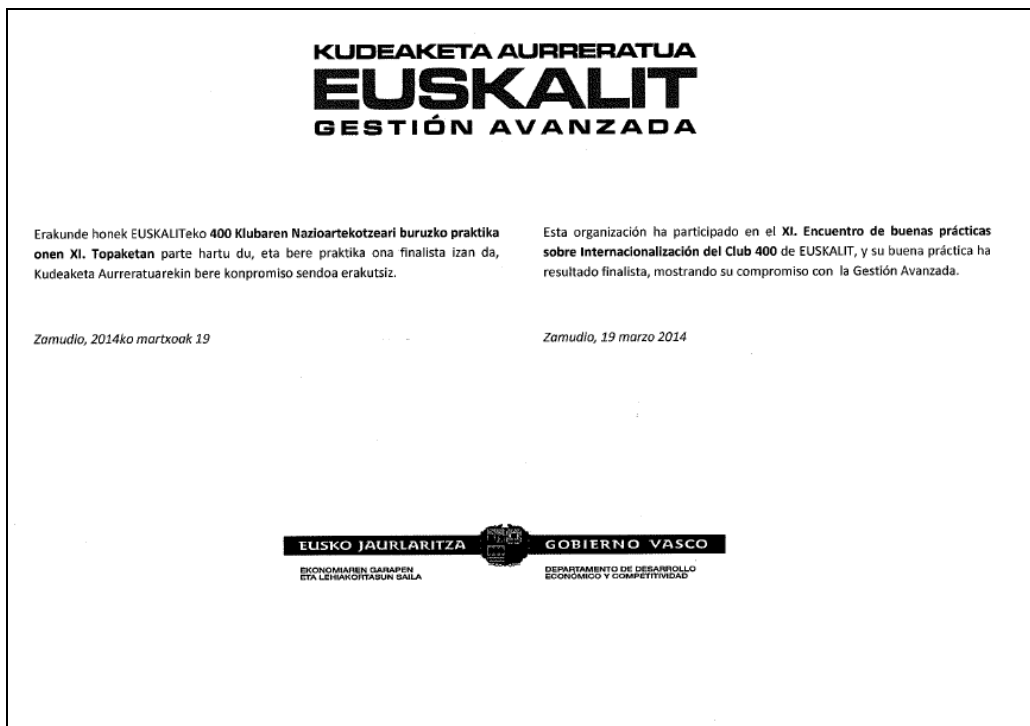 KUDEAKETA AURRERATUA
EUSKALIT
GESTIÓN AVANZADA
Erakunde honek EUSKALITeko 400 Klubaren Nazioartekotzeari buruzko praktika
onen XI. Topaketan parte hartu du, eta bere praktika ona finalista izan da,
Kudeaketa Aurreratuarekin bere konpromiso sendoa erakutsiz.
Zamudio, 2014ko martxoak 19
Esta organización ha participado en el XI. Encuentro de buenas prácticas
sobre Internacionalización del Club 400 de EUSKALIT, y su buena práctica ha
resultado finalista, mostrando su compromiso con la Gestión Avanzada.
Zamudio, 19 marzo 2014
EUSKO JAURLARITZA
EKONOMIAREN GARAPEN
ETA LEHIAKORTASUN SAILA
GOBIERNO VASCO
DEPARTAMENTO DE DESARROLLO
ECONÓMICO Y COMPETITIVIDAD